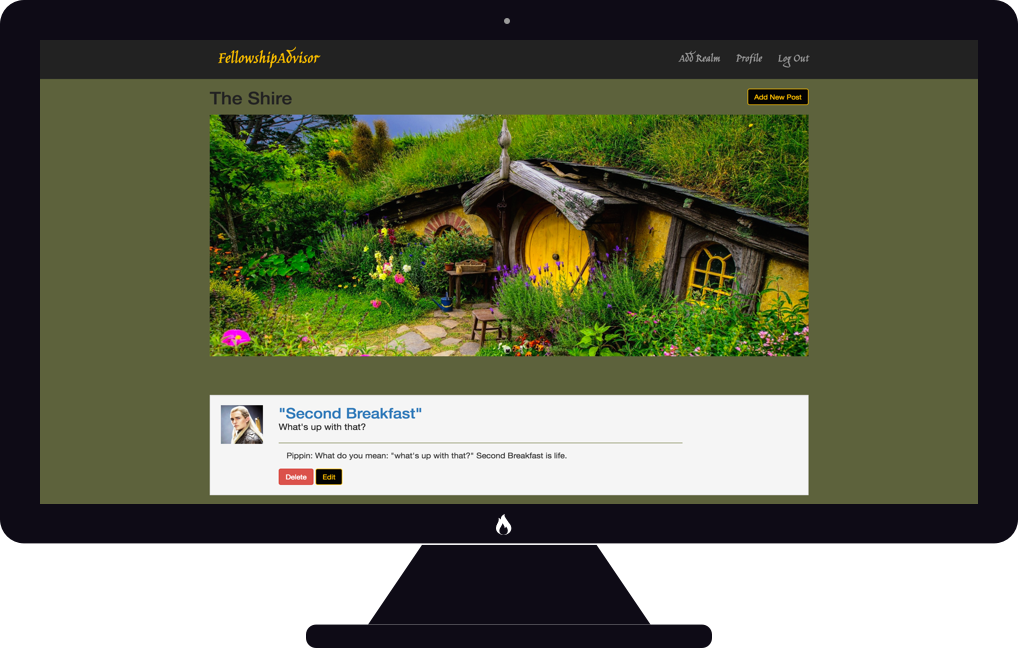 FellowshipAdvisor
Add Realm Profile Log Out
The Shire
Add New Post
"Second Breakfast"
What's up with that?
Pippin: What do you mean: "what's up with that?" Second Breakfast is life.
Delete Edit